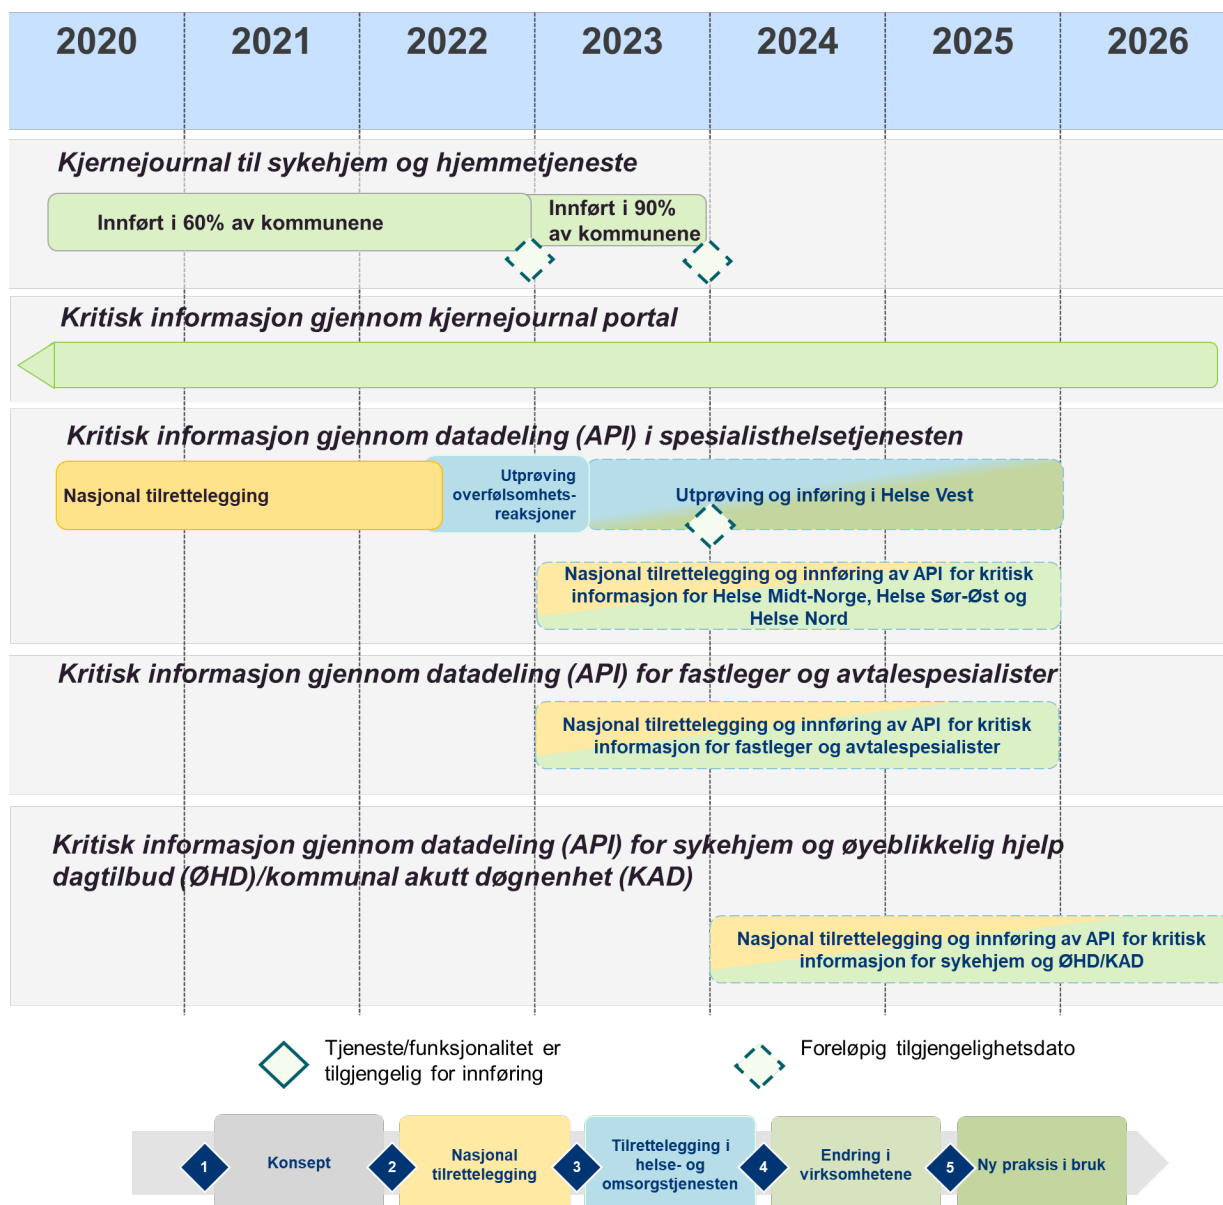 2020 2021 2022 2023 2024 2025 2026
Kjernejournal til sykehjem og hjemmetjeneste
Innført i 60% av kommunene
Innført i 90%
av kommunene
Kritisk informasjon gjennom kjernejournal portal
Kritisk informasjon gjennom datadeling (API) i spesialisthelsetjenesten
Nasjonal tilrettelegging
Utprøving
overfølsomhets-
reaksjoner
Utprøving og inføring i Helse Vest
Nasjonal tilrettelegging og innføring av API for kritisk
informasjon for Helse Midt-Norge, Helse Sør-Øst og
Helse Nord
Kritisk informasjon gjennom datadeling (API) for fastleger og avtalespesialister
Nasjonal tilrettelegging og innføring av API for kritisk
informasjon for fastleger og avtalespesialister
Kritisk informasjon gjennom datadeling (API) for sykehjem og øyeblikkelig hjelp
dagtilbud (ØHD)/kommunal akutt døgnenhet (KAD)
Nasjonal tilrettelegging og innføring av API for kritisk
informasjon for sykehjem og ØHD/KAD
Tjeneste/funksjonalitet er
tilgjengelig for innføring
Foreløpig tilgjengelighetsdato
1
Konsept
2
Nasjonal
tilrettelegging
3
Tilrettelegging i
helse- og
omsorgstjenesten
4
Endring i
virksomhetene
5
Ny praksis i bruk